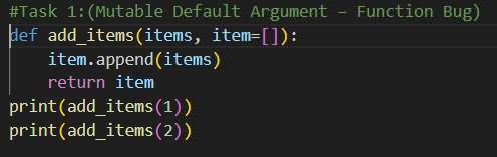 #Task 1:(Mutable Default Argument – Function Bug)
def add_items(items, item=[]):
    item.append(items)
    return item
print(add_items(1))
print(add_items(2))